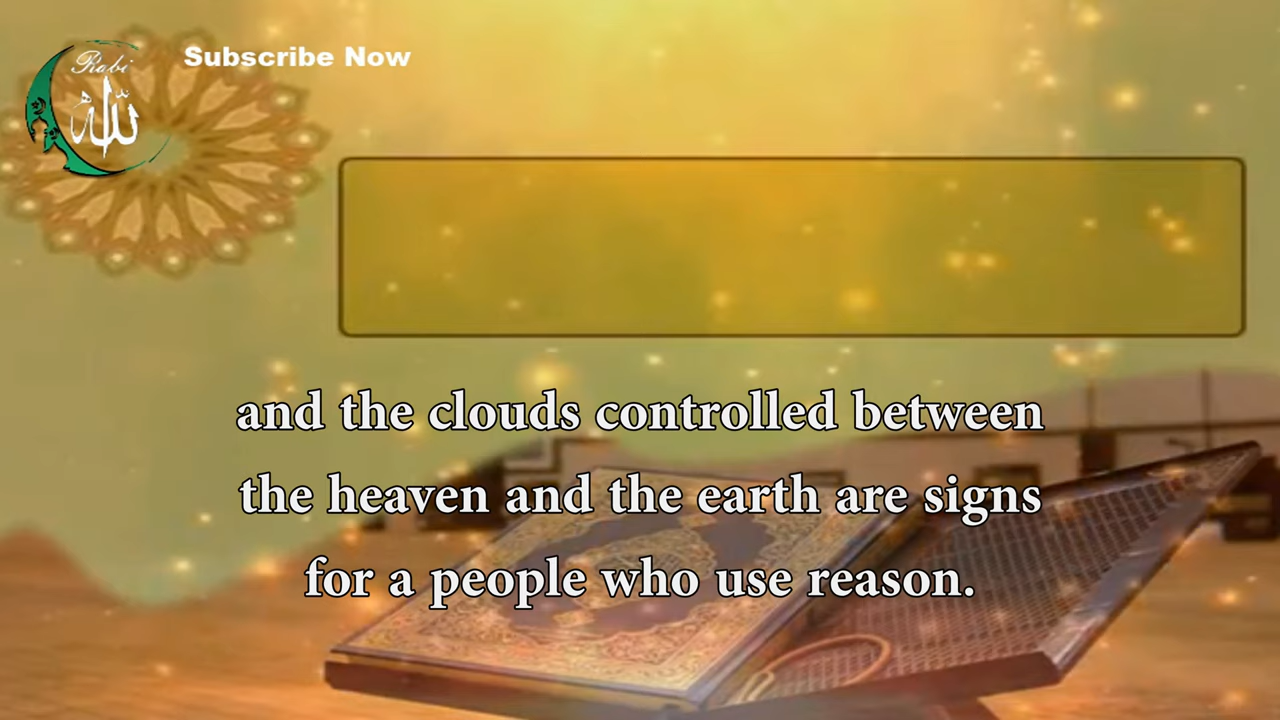 Rabi
الله
Subscribe Now
and the clouds controlled between
the heaven and the earth are signs
for a people who use reason.